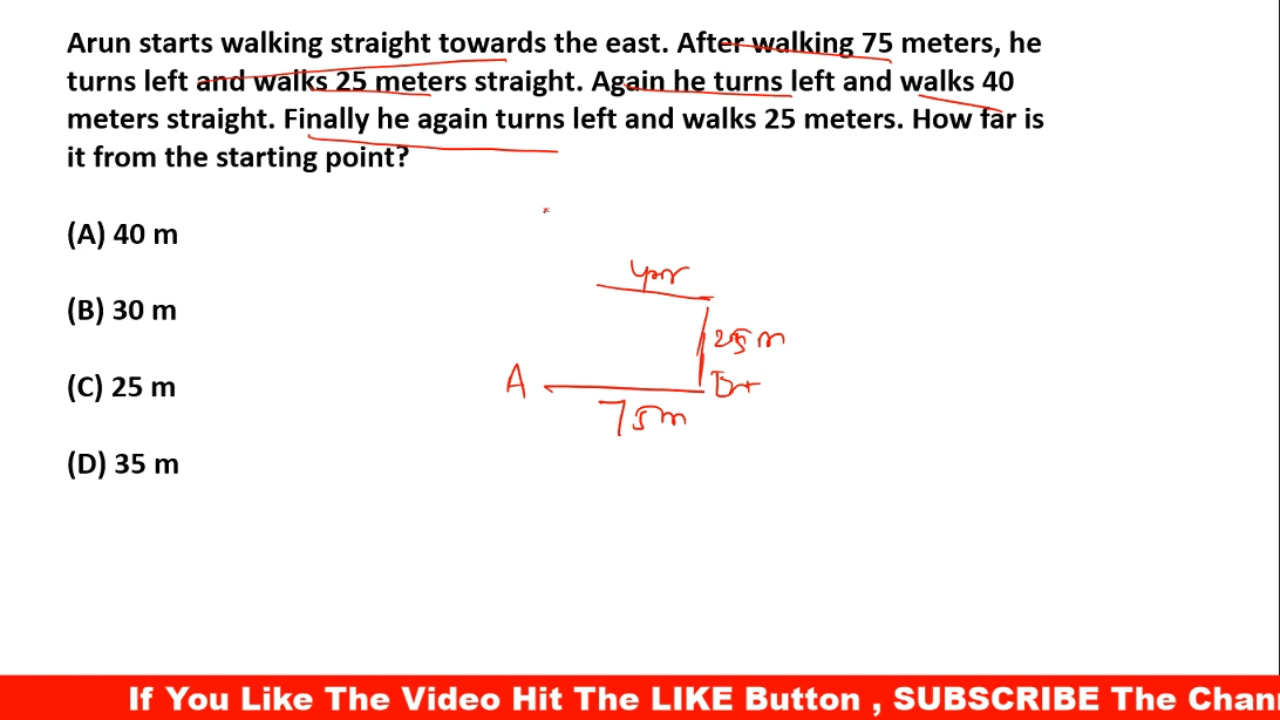 Arun starts walking straight towards the east. After walking 75 meters, he
turns left and walks 25 meters straight. Again he turns left and walks 40
meters straight. Finally he again turns left and walks 25 meters. How far is
it from the starting point?
(A) 40 m
(B) 30 m
(C) 25 m
(D) 35 m
25 m
A
75m
If You Like The Video Hit The LIKE Button , SUBSCRIBE The Chan